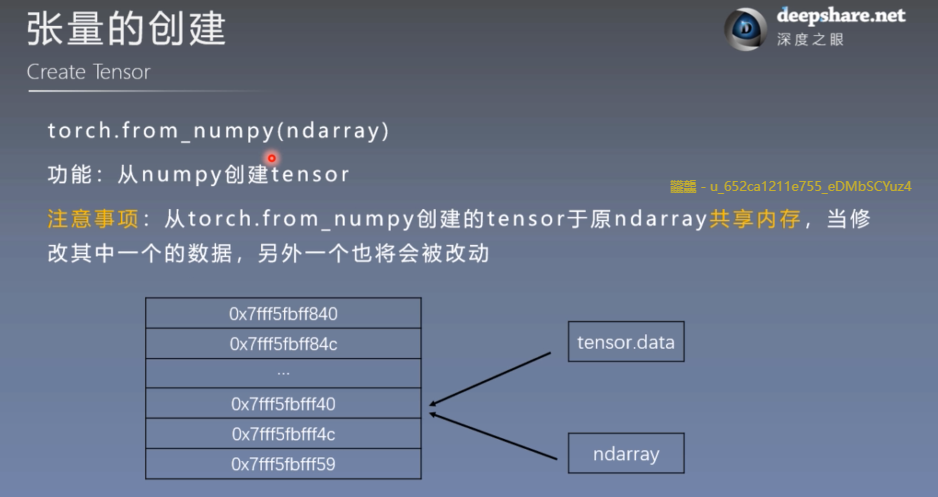 张量的创建
deepshare.net
深度之眼
Create Tensor
torch.from_numpy(ndarray)
功能：从numpy创建tensor
- u_652ca1211e755_eDMbSCYuz4
注意事项：从torch.from_numpy创建的tensor于原ndarray共享内存，当修
改其中一个的数据，另外一个也将会被改动
0x7fff5fbff840
0x7fff5fbff84c
...
0x7fff5fbfff40
0x7fff5fbfff4c
0x7fff5fbfff59
tensor.data
ndarray